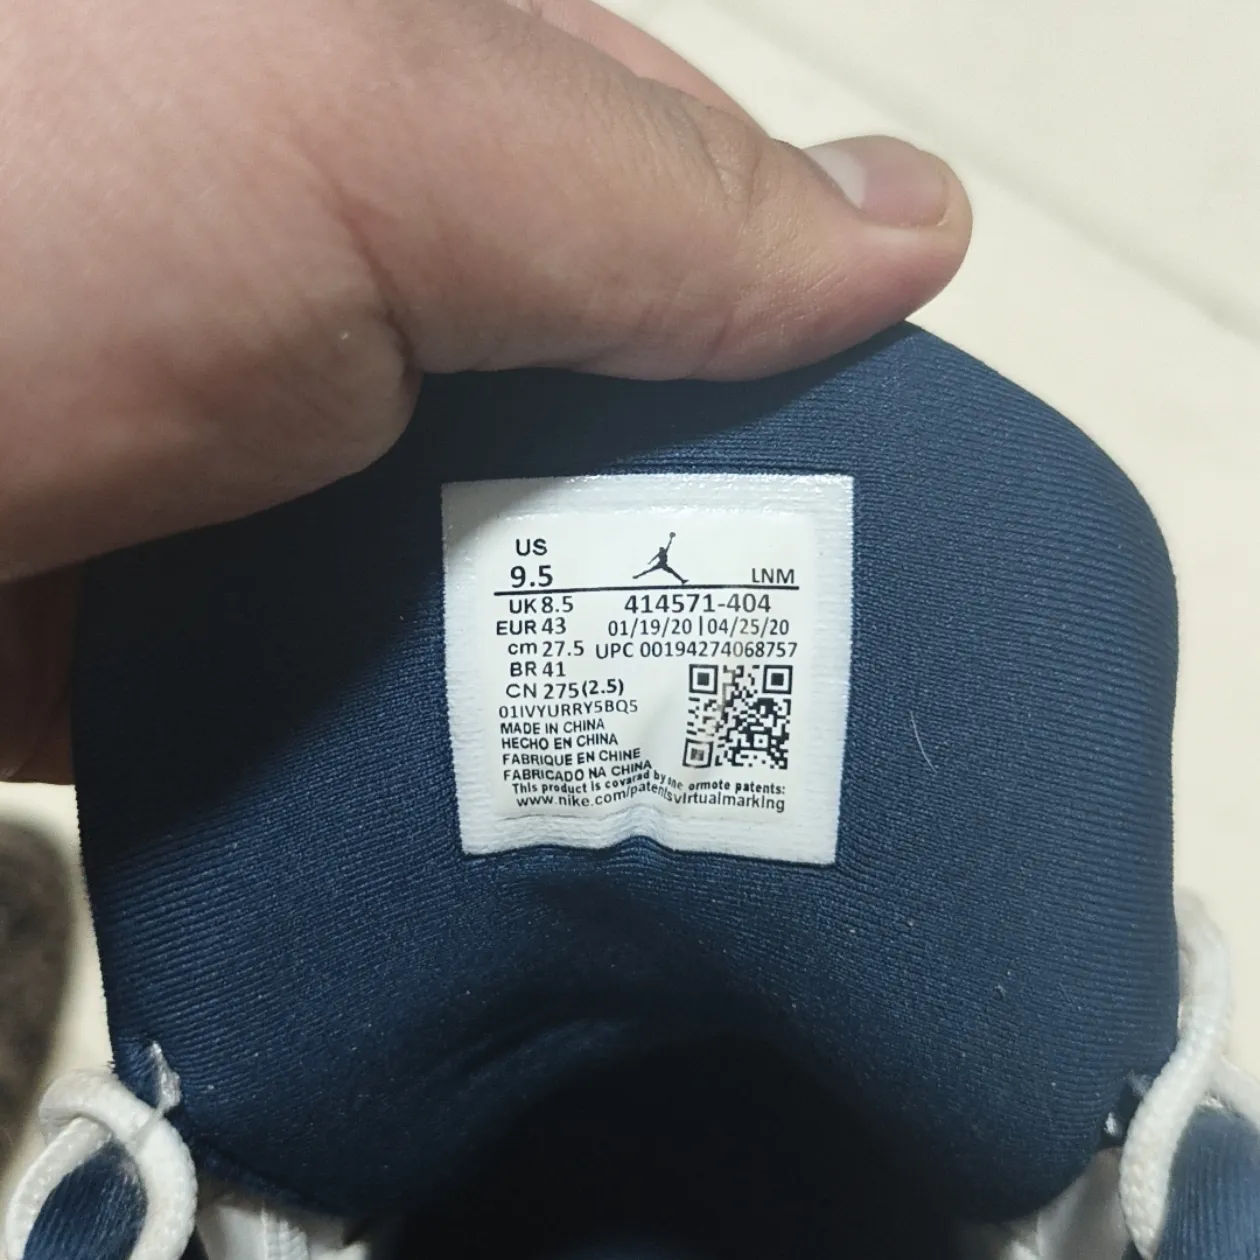 US
9.5 LNM
UK 8.5 414571-404
EUR 43 01/19/20 | 04/25/20
cm 27.5 UPC 00194274068757
BR 41
CN 275(2.5)
01IVYURRY5BQ5
MADE IN CHINA
HECHO EN CHINA
FABRIQUE EN CHINE
FABRICADO NA CHINA
This product is covarad by one ormote patents:
www.nike.com/patentsvirtualmarking